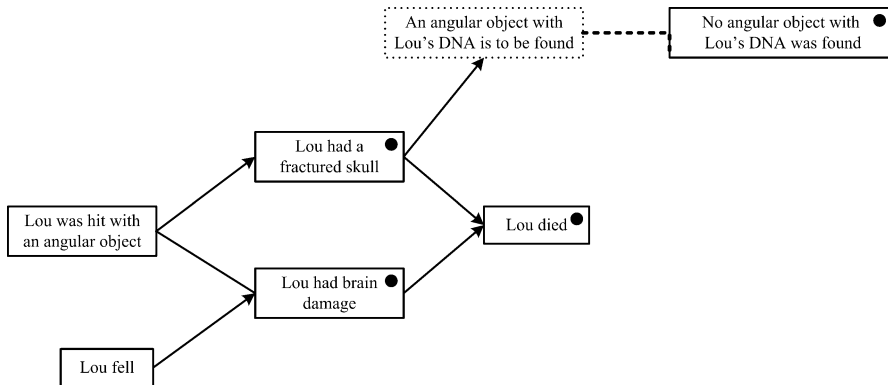 An angular object with
Lou's DNA is to be found
No angular object with
Lou's DNA was found
Lou had a
fractured skull
Lou was hit with
an angular object
Lou died
Lou had brain
damage
Lou fell